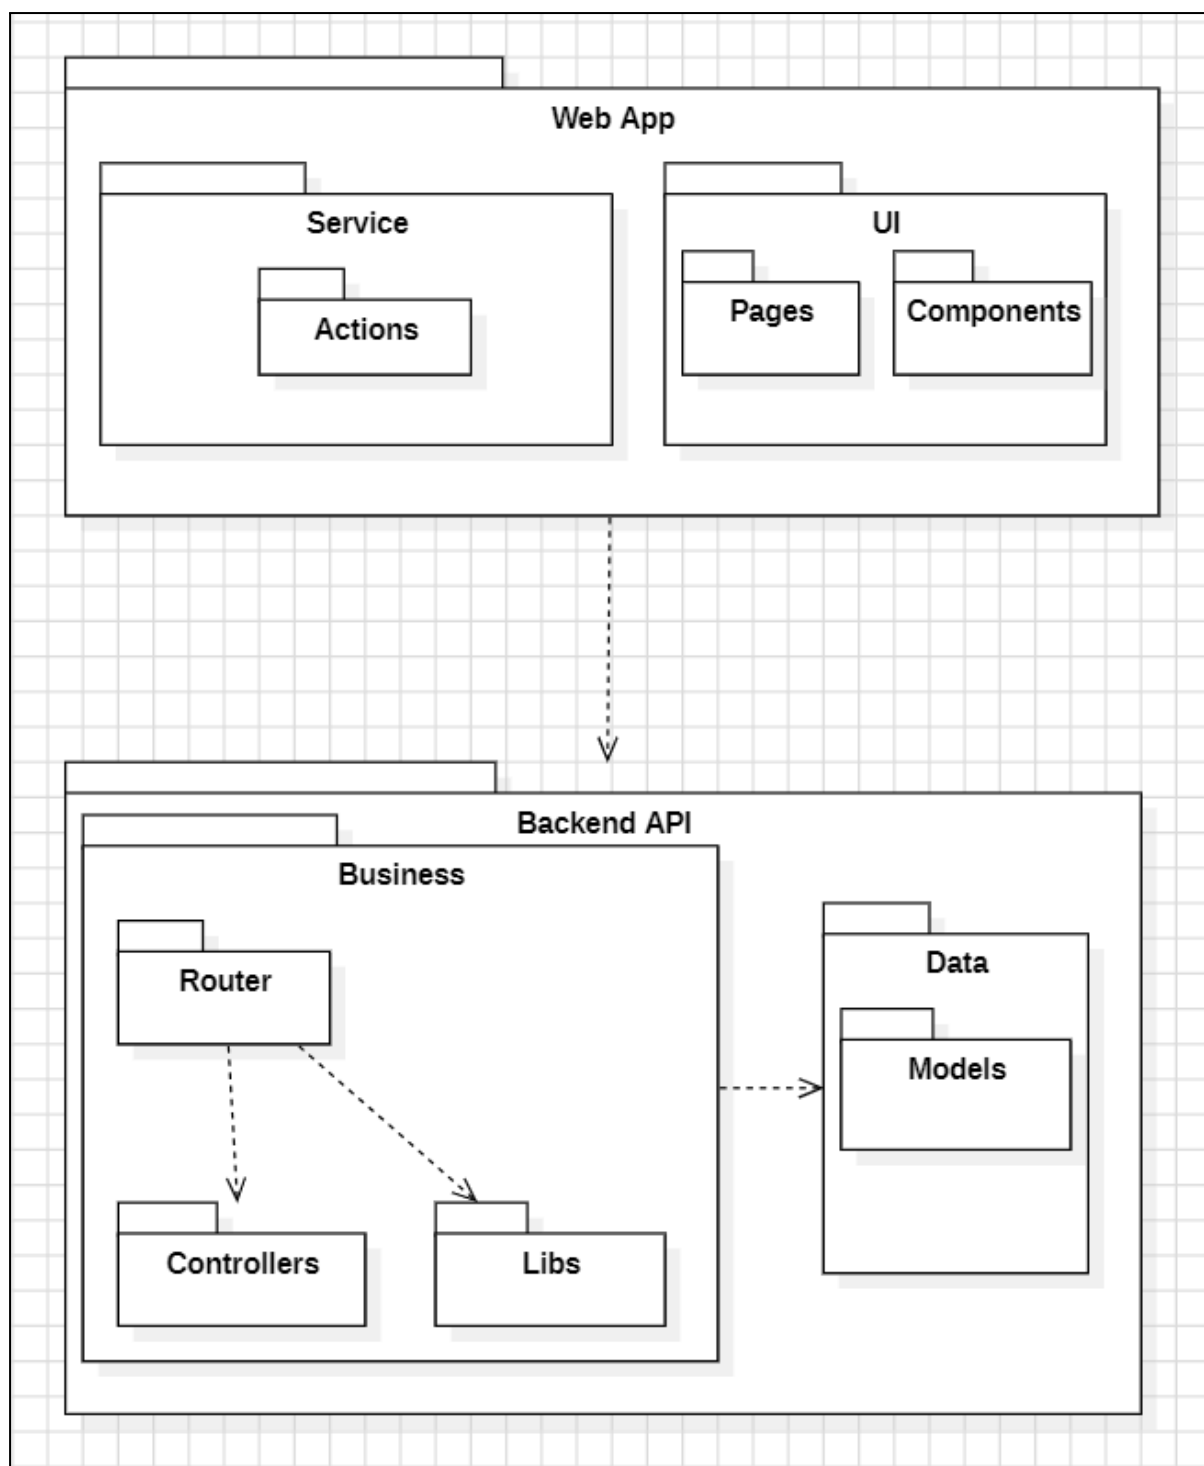 Web App
Service
UI
Actions
Pages
Components
Backend API
Business
Router
Data
Models
Controllers
Libs